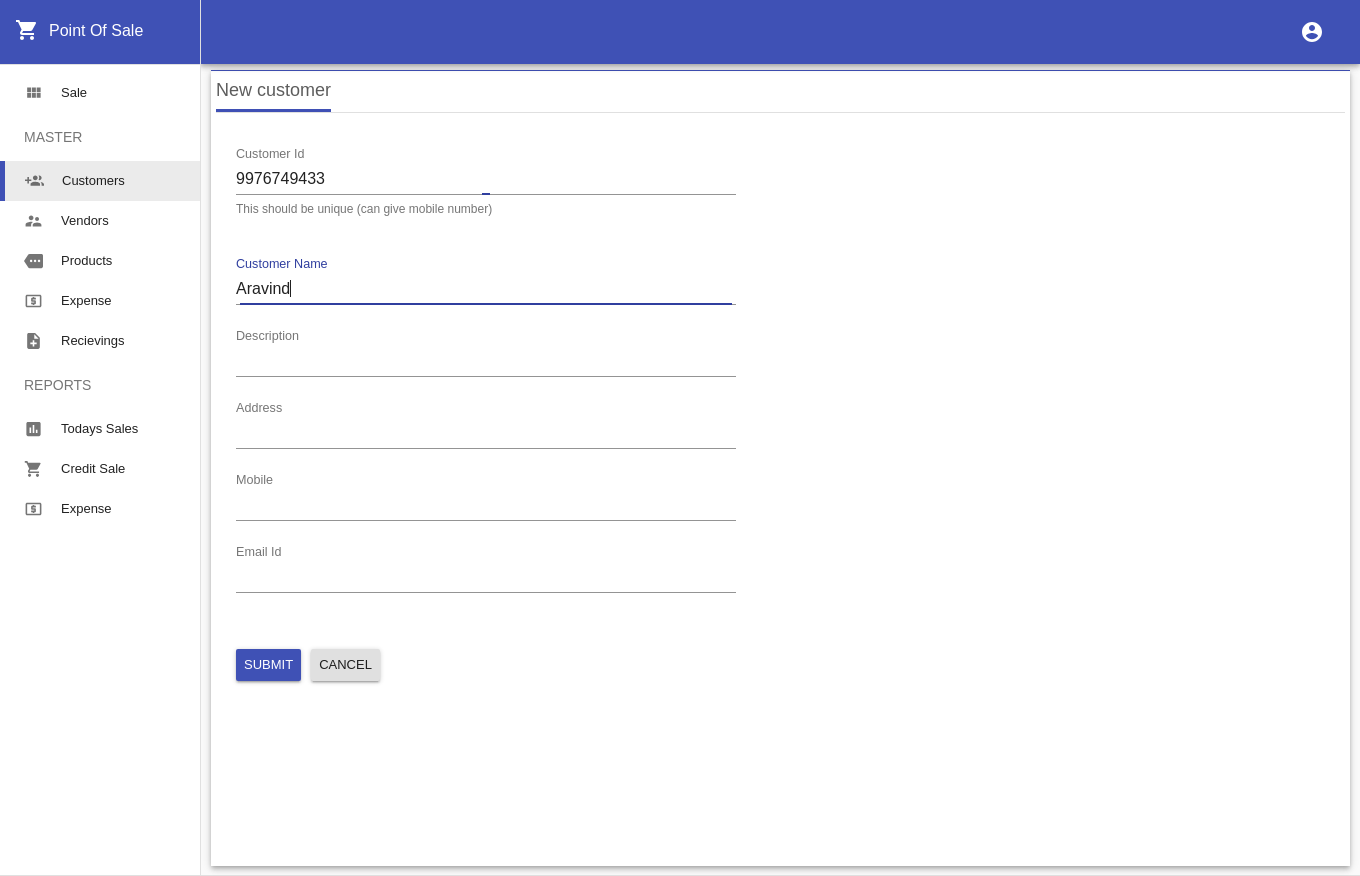 Point Of Sale
Sale
MASTER
Customers
Vendors
Products
Expense
Recievings
REPORTS
Todays Sales
Credit Sale
Expense
New customer
Customer Id
9976749433
This should be unique (can give mobile number)
Customer Name
Aravind
Description
Address
Mobile
Email Id
SUBMIT CANCEL